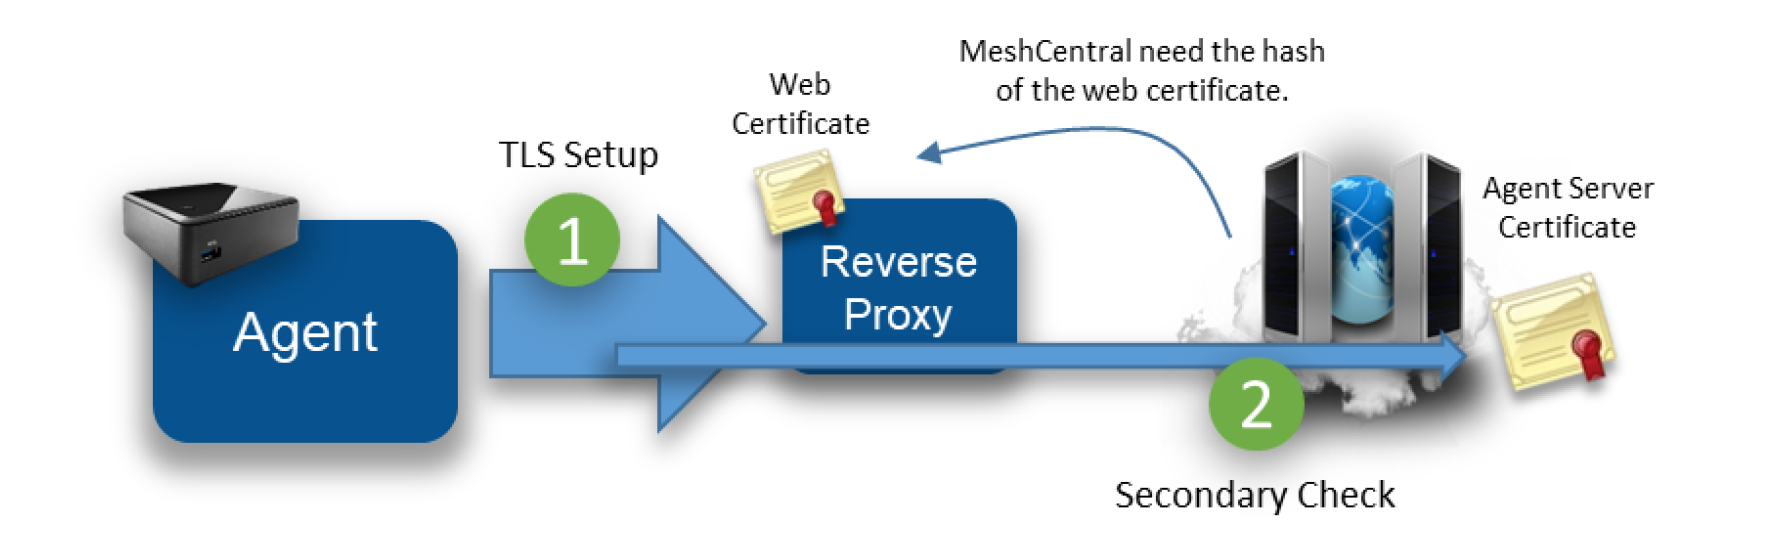 MeshCentral need the hash
of the web certificate.
Web
Certificate
TLS Setup
1
Agent Server
Certificate
Reverse
Proxy
Agent
2
Secondary Check